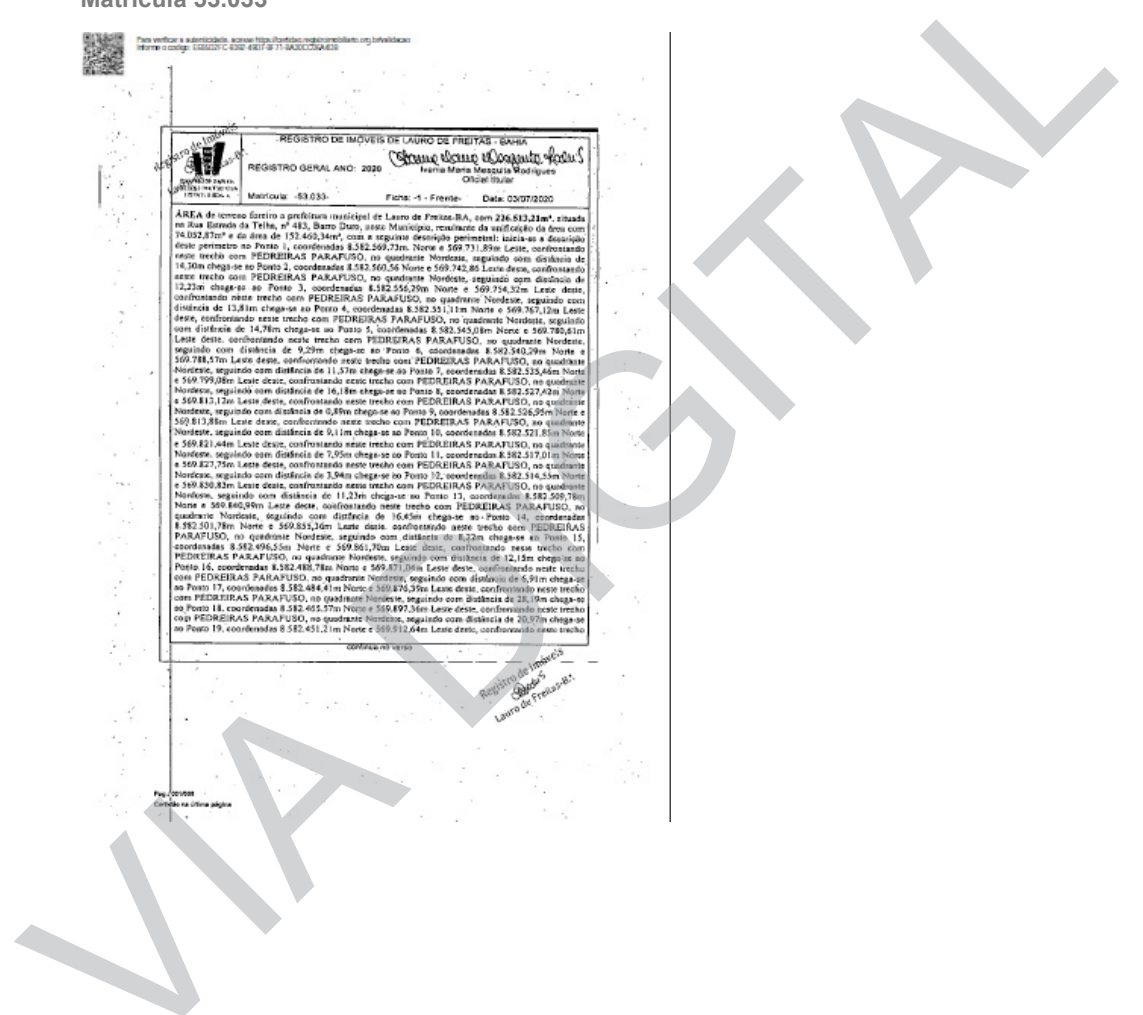 Matrícula 53.033
Para verificar a autenticidade, acesse https://certidao.registroimobiliario.org.br/validacao
Informe o codigo:
REGISTRO DE IMÓVEIS DE LAURO DE FREITAS - BAHIA
REGISTRO GERAL ANO: 2020
Ivania Maria Mesquita Rodrigues
Oficial titular
Matrícula: -53.033- Ficha: -1 - Frente- Data: 03/07/2020
ÁREA de terreno foreiro a prefeitura municipal de Lauro de Freitas-BA, com 226.513,21m², situada
na Rua Estrada da Telha, nº 483, Barro Duro, neste Município, resultante da unificação da área com
74.052,87m² e da área de 152.460,34m², com a seguinte descrição perimetral: inicia-se a descrição
deste perímetro no Ponto 1, coordenadas 8.582.569,73m. Norte e 569.731,89m Leste, confrontando
neste trecho com PEDREIRAS PARAFUSO, no quadrante Nordeste, seguindo com distância de
14,30m chega-se ao Ponto 2, coordenadas 8.582.560,56 Norte e 569.742,86 Leste deste, confrontando
neste trecho com PEDREIRAS PARAFUSO, no quadrante Nordeste, seguindo com distância de
12,23m chega-se ao Ponto 3, coordenadas 8.582.556,29m Norte e 569.754,32m Leste deste,
confrontando neste trecho com PEDREIRAS PARAFUSO, no quadrante Nordeste, seguindo com
distância de 13,81m chega-se ao Ponto 4, coordenadas 8.582.551,11m Norte e 569.767,12m Leste
deste, confrontando neste trecho com PEDREIRAS PARAFUSO, no quadrante Nordeste, seguindo
com distância de 14,78m chega-se ao Ponto 5, coordenadas 8.582.545,08m Norte e 569.780,61m
Leste deste, confrontando neste trecho com PEDREIRAS PARAFUSO, no quadrante Nordeste,
seguindo com distância de 9,29m chega-se ao Ponto 6, coordenadas 8.582.540,29m Norte e
569.788,57m Leste deste, confrontando neste trecho com PEDREIRAS PARAFUSO, no quadrante
Nordeste, seguindo com distância de 11,57m chega-se ao Ponto 7, coordenadas 8.582.535,46m Norte
e 569.799,08m Leste deste, confrontando neste trecho com PEDREIRAS PARAFUSO, no quadrante
Nordeste, seguindo com distância de 16,18m chega-se ao Ponto 8, coordenadas 8.582.527,42m Norte
e 569.813,13m Leste deste, confrontando neste trecho com PEDREIRAS PARAFUSO, no quadrante
Nordeste, seguindo com distância de 0,89m chega-se ao Ponto 9, coordenadas 8.582.526,95m Norte e
569.813,88m Leste deste, confrontando neste trecho com PEDREIRAS PARAFUSO, no quadrante
Nordeste, seguindo com distância de 9,11m chega-se ao Ponto 10, coordenadas 8.582.521,85m Norte
e 569.821,44m Leste deste, confrontando neste trecho com PEDREIRAS PARAFUSO, no quadrante
Nordeste, seguindo com distância de 7,95m chega-se ao Ponto 11, coordenadas 8.582.517,01m Norte
e 569.827,75m Leste deste, confrontando neste trecho com PEDREIRAS PARAFUSO, no quadrante
Nordeste, seguindo com distância de 3,94m chega-se ao Ponto 12, coordenadas 8.582.514,55m Norte
e 569.830,83m Leste deste, confrontando neste trecho com PEDREIRAS PARAFUSO, no quadrante
Nordeste, seguindo com distância de 11,23m chega-se ao Ponto 13, coordenadas 8.582.509,78m
Norte e 569.840,99m Leste deste, confrontando neste trecho com PEDREIRAS PARAFUSO, no
quadrante Nordeste, seguindo com distância de 16,45m chega-se ao Ponto 14, coordenadas
8.582.501,78m Norte e 569.855,36m Leste deste, confrontando neste trecho com PEDREIRAS
PARAFUSO, no quadrante Nordeste, seguindo com distância de 8,22m chega-se ao Ponto 15,
coordenadas 8.582.496,55m Norte e 569.861,70m Leste deste, confrontando neste trecho com
PEDREIRAS PARAFUSO, no quadrante Nordeste, seguindo com distância de 12,15m chega-se ao
Ponto 16, coordenadas 8.582.488,78m Norte e 569.871,04m Leste deste, confrontando neste trecho
com PEDREIRAS PARAFUSO, no quadrante Nordeste, seguindo com distância de 6,91m chega-se
ao Ponto 17, coordenadas 8.582.484,41m Norte e 569.876,39m Leste deste, confrontando neste trecho
com PEDREIRAS PARAFUSO, no quadrante Nordeste, seguindo com distância de 28,19m chega-se
ao Ponto 18, coordenadas 8.582.465,57m Norte e 569.897,36m Leste deste, confrontando neste trecho
com PEDREIRAS PARAFUSO, no quadrante Nordeste, seguindo com distância de 20,97m chega-se
ao Ponto 19, coordenadas 8.582.451,21m Norte e 569.912,64m Leste deste, confrontando neste trecho
continua no verso
Registro de Imóveis
Lauro de Freitas-B.ª
Pag.: 001/008
Certidão na última página
VIA DIGITAL